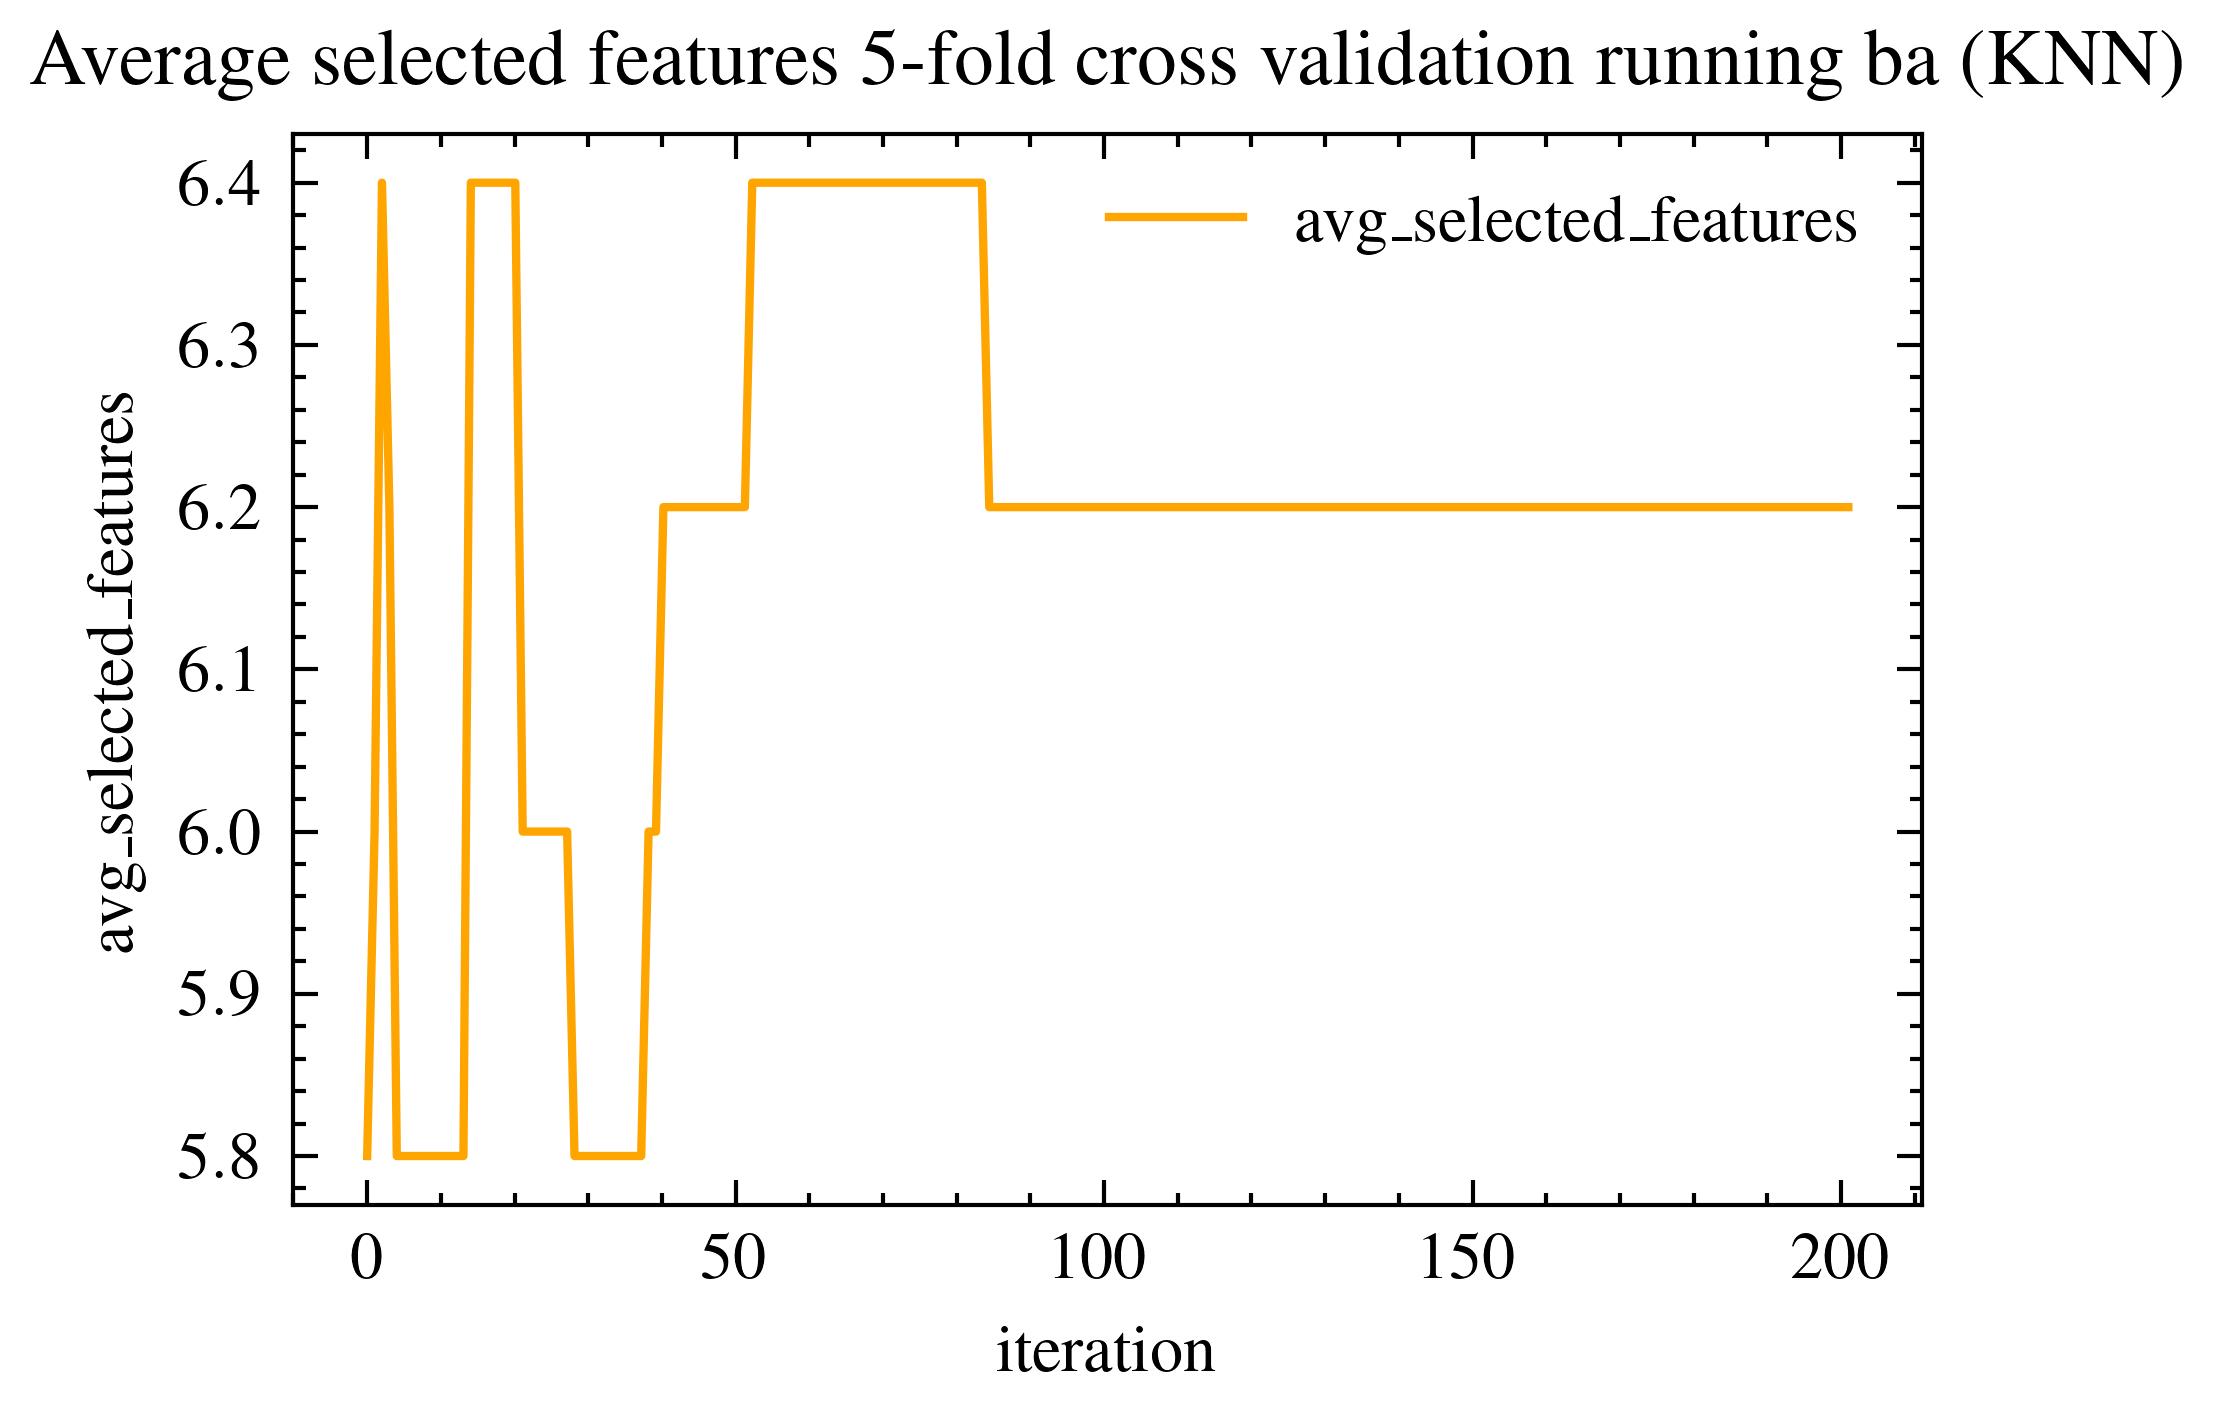 Average selected features 5-fold cross validation running ba (KNN)
avg_selected_features
avg_selected_features
6.4
6.3
6.2
6.1
6.0
5.9
5.8
0 50 100 150 200
iteration